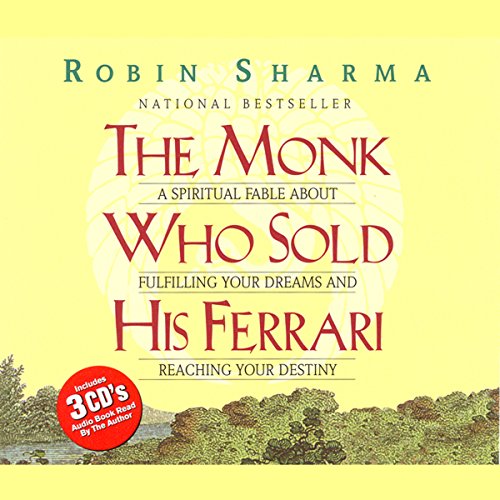 ROBIN SHARMA
NATIONAL BESTSELLER
THE MONK
A SPIRITUAL FABLE ABOUT
WHO SOLD
FULFILLING YOUR DREAMS AND
HIS FERRARI
REACHING YOUR DESTINY
Includes
3 CD's
Audio Book Read
By The Author